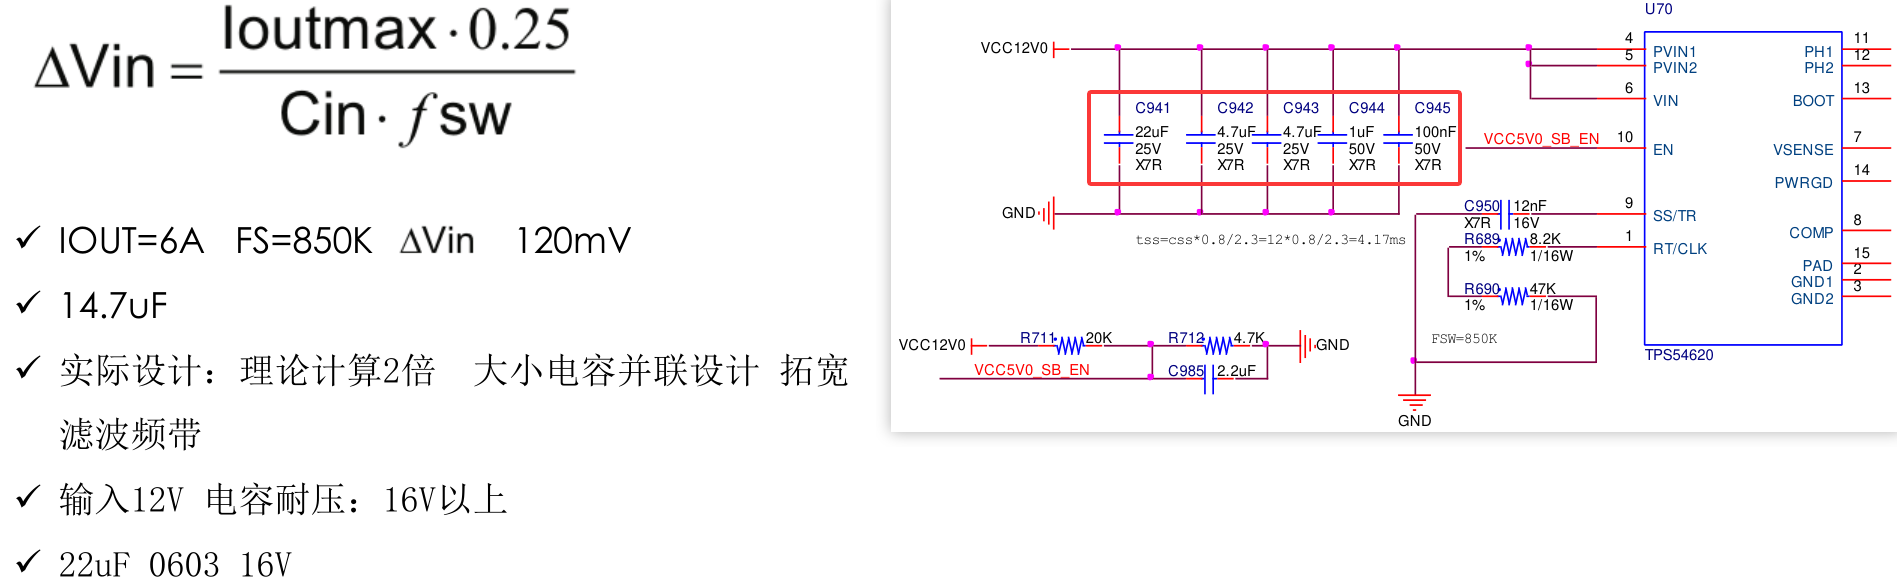 ΔVin = Ioutmax · 0.25 / Cin · fsw
✓ IOUT=6A FS=850K ΔVin 120mV
✓ 14.7uF
✓ 实际设计：理论计算2倍 大小电容并联设计 拓宽
滤波频带
✓ 输入12V 电容耐压：16V以上
✓ 22uF 0603 16V
U70
VCC12V0
4 PVIN1
5 PVIN2
6 VIN
PH1 11
PH2 12
BOOT 13
C941 C942 C943 C944 C945
22uF 4.7uF 4.7uF 1uF 100nF
25V 25V 25V 50V 50V
X7R X7R X7R X7R X7R
VCC5V0_SB_EN 10 EN
VSENSE 7
PWRGD 14
GND
C950 12nF 9 SS/TR
X7R 16V
COMP 8
tss=css*0.8/2.3=12*0.8/2.3=4.17ms
R689 8.2K 1 RT/CLK
1% 1/16W
PAD 15
GND1 2
GND2 3
R690 47K
1% 1/16W
FSW=850K
TPS54620
VCC12V0 R711 20K R712 4.7K GND
VCC5V0_SB_EN C985 2.2uF
GND